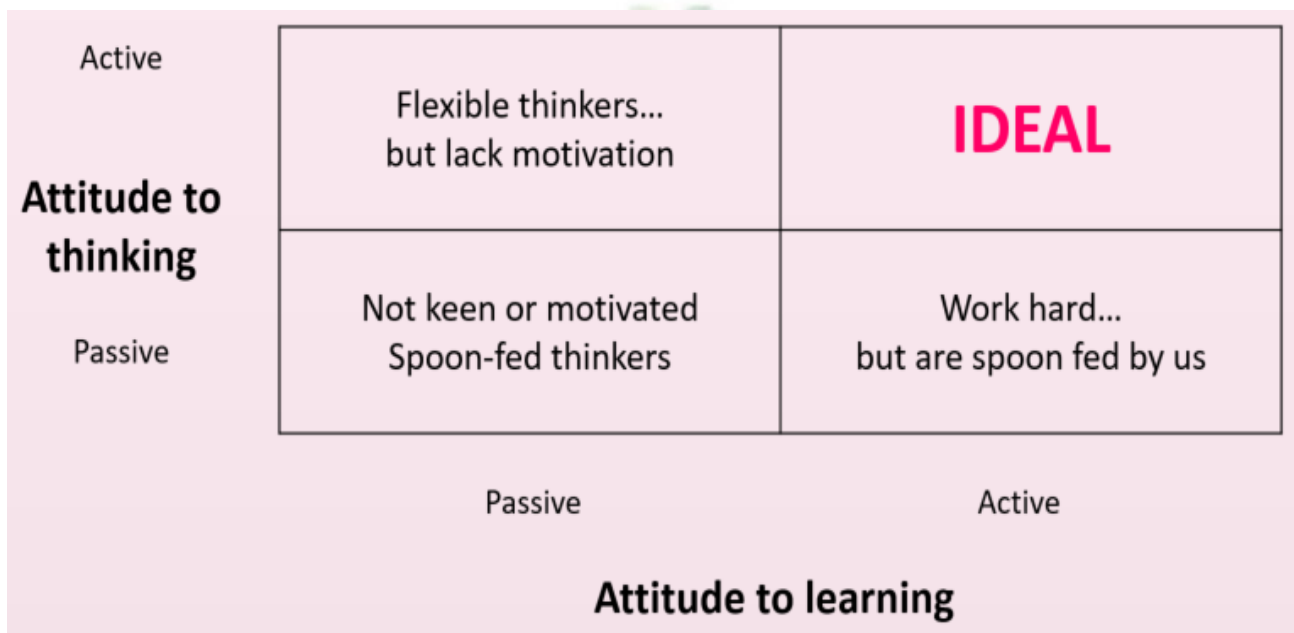 Active
Flexible thinkers...
but lack motivation
IDEAL
Attitude to
thinking
Not keen or motivated
Spoon-fed thinkers
Work hard...
but are spoon fed by us
Passive
Passive
Active
Attitude to learning